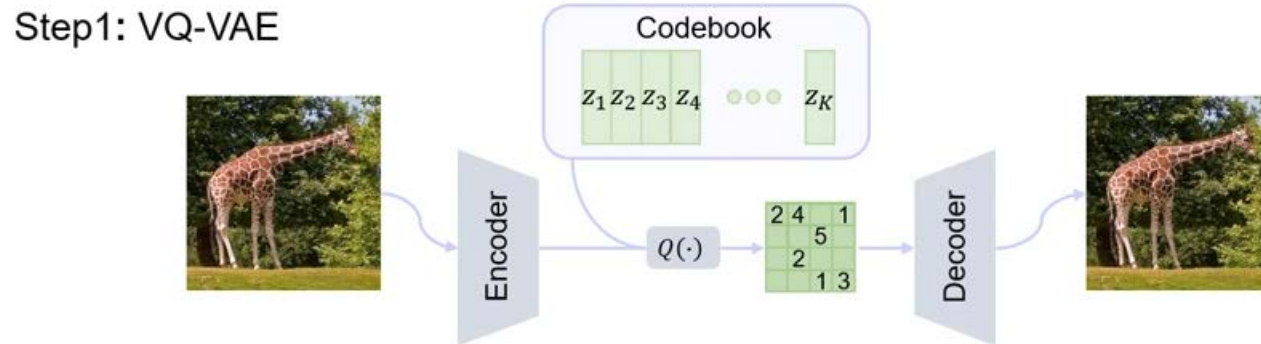 Step1: VQ-VAE
Codebook
z₁ z₂ z₃ z₄ z_K
Encoder
Q(·)
2 4 1
5
2
1 3
Decoder